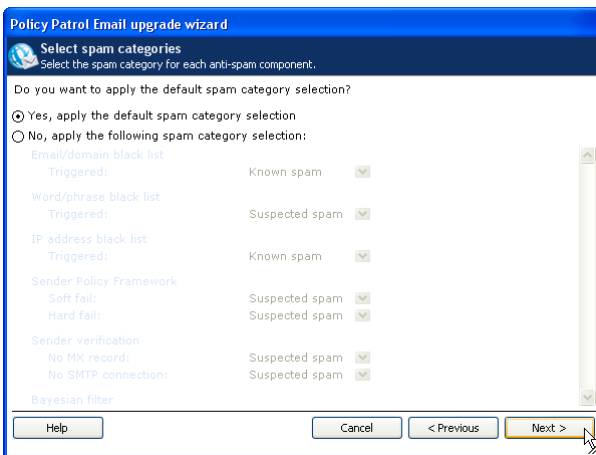 Policy Patrol Email upgrade wizard
Select spam categories
Select the spam category for each anti-spam component.
Do you want to apply the default spam category selection?
Yes, apply the default spam category selection
No, apply the following spam category selection:
Email/domain black list
Triggered: Known spam
Word/phrase black list
Triggered: Suspected spam
IP address black list
Triggered: Known spam
Sender Policy Framework
Soft fail: Suspected spam
Hard fail: Suspected spam
Sender verification
No MX record: Suspected spam
No SMTP connection: Suspected spam
Bayesian filter
Help Cancel < Previous Next >